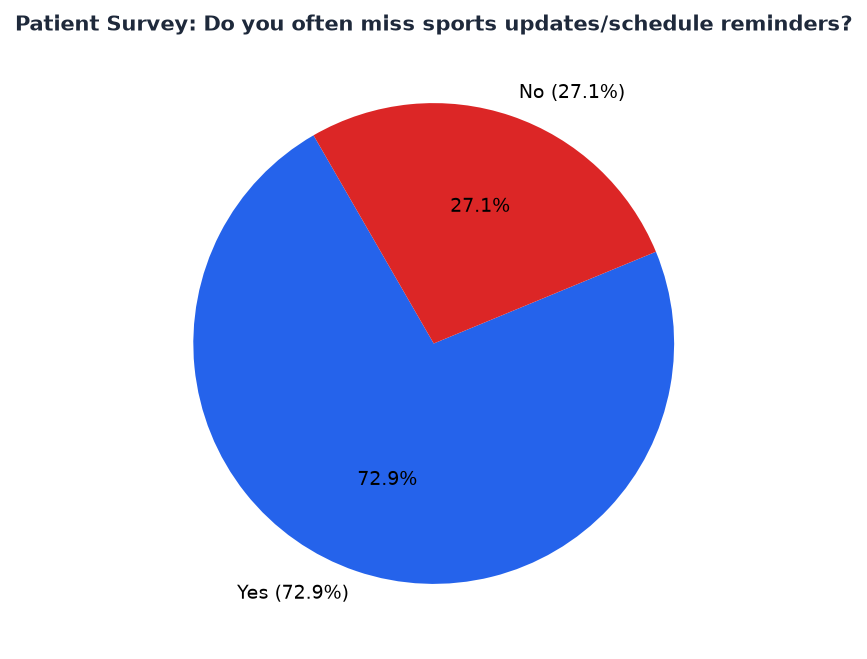 Patient Survey: Do you often miss sports updates/schedule reminders?
No (27.1%)
27.1%
72.9%
Yes (72.9%)